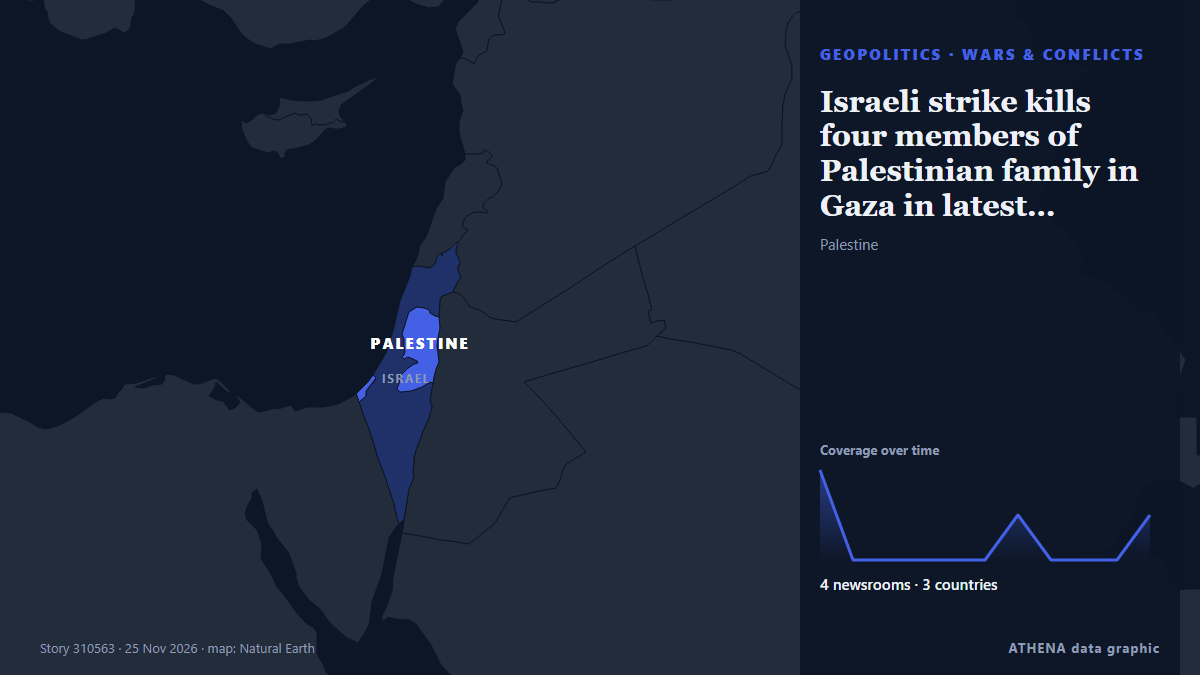 GEOPOLITICS · WARS & CONFLICTS
Israeli strike kills
four members of
Palestinian family in
Gaza in latest...
Palestine
PALESTINE
ISRAEL
Coverage over time
4 newsrooms · 3 countries
Story 310563 · 25 Nov 2026 · map: Natural Earth
ATHENA data graphic